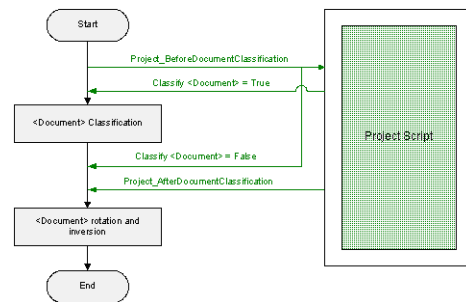 Start
Project_BeforeDocumentClassification
Classify <Document> = True
<Document> Classification
Project Script
Classify <Document> = False
Project_AfterDocumentClassification
<Document> rotation and
inversion
End